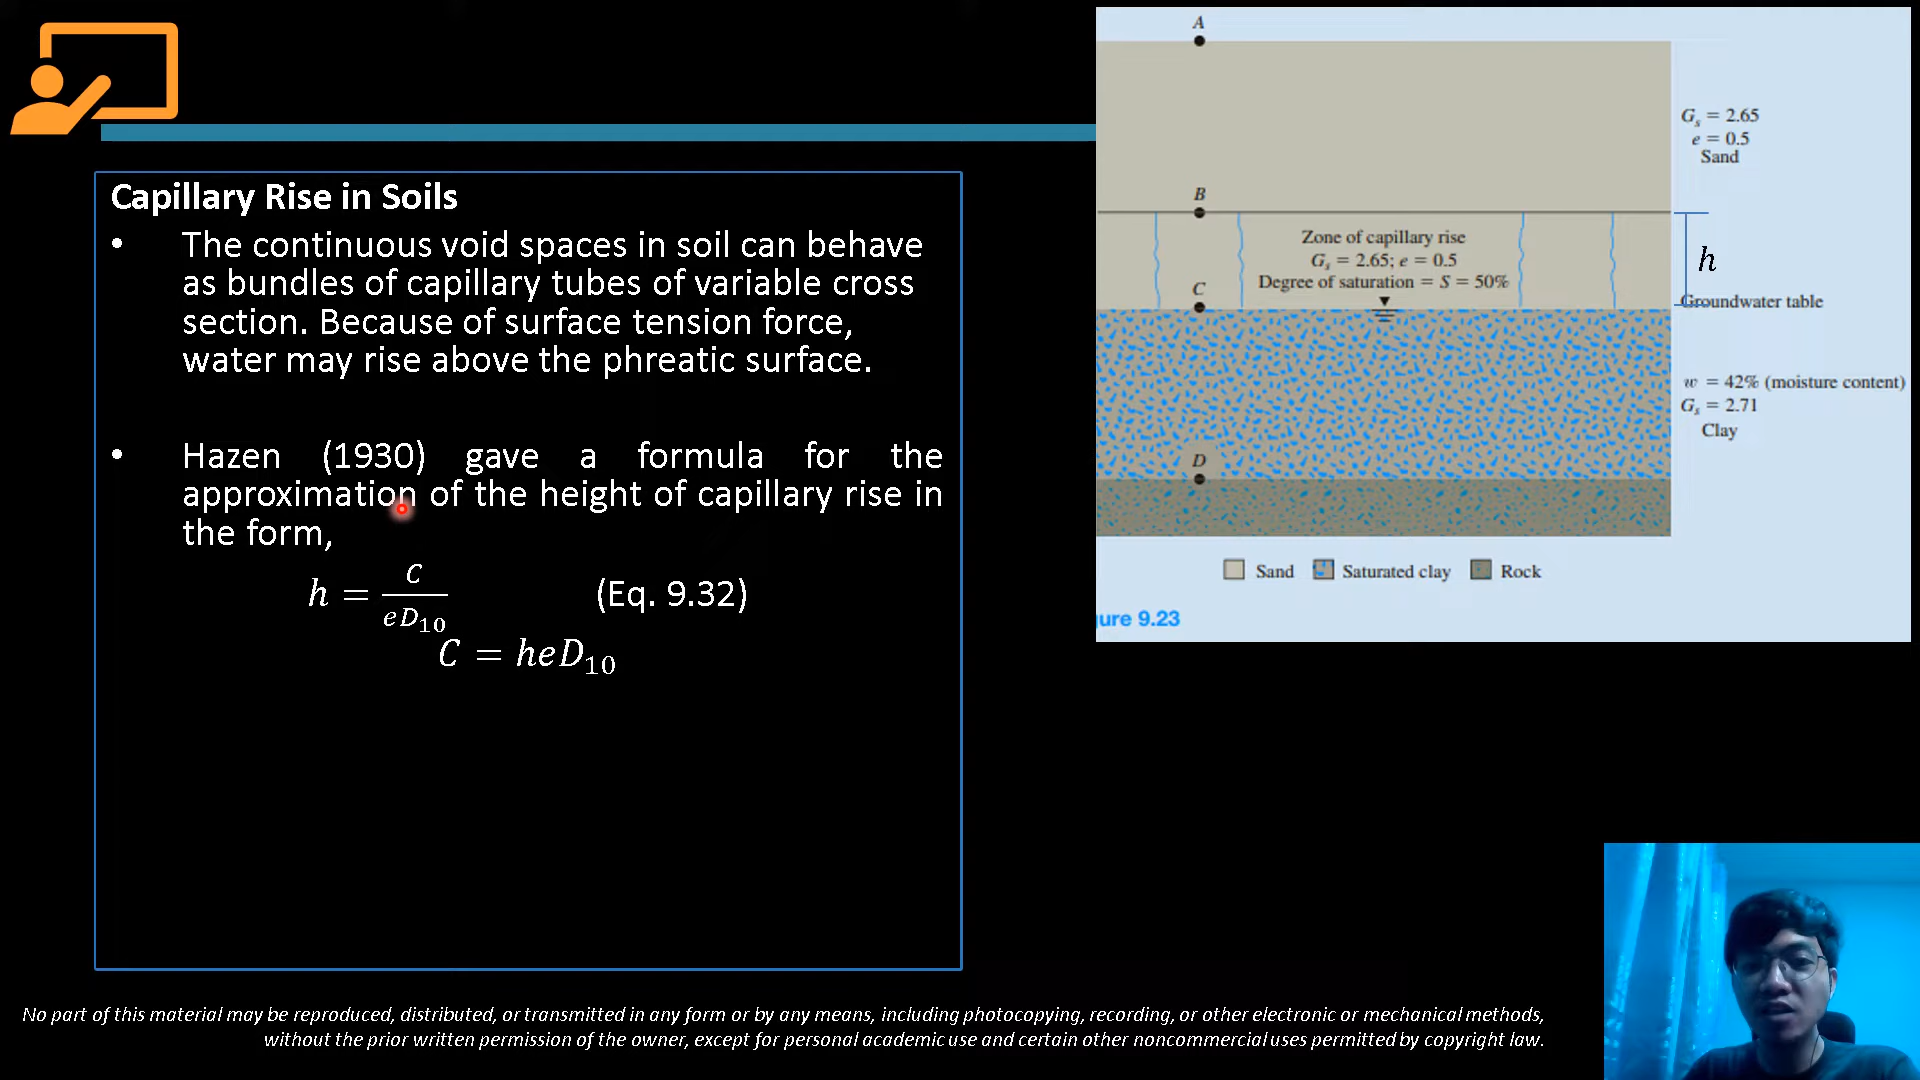 Capillary Rise in Soils
• The continuous void spaces in soil can behave
as bundles of capillary tubes of variable cross
section. Because of surface tension force,
water may rise above the phreatic surface.
• Hazen (1930) gave a formula for the
approximation of the height of capillary rise in
the form,
h = C / eD₁₀ (Eq. 9.32)
C = heD₁₀
A
Gₛ = 2.65
e = 0.5
Sand
B
Zone of capillary rise
Gₛ = 2.65; e = 0.5
Degree of saturation = S = 50%
h
C
Groundwater table
w = 42% (moisture content)
Gₛ = 2.71
Clay
D
Sand Saturated clay Rock
ure 9.23
No part of this material may be reproduced, distributed, or transmitted in any form or by any means, including photocopying, recording, or other electronic or mechanical methods,
without the prior written permission of the owner, except for personal academic use and certain other noncommercial uses permitted by copyright law.